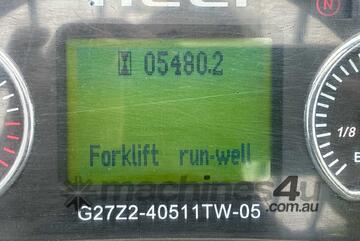 N
05480.2
Forklift run-well
machines4u
.com.au
G27Z2-40511TW-05
1/8
E